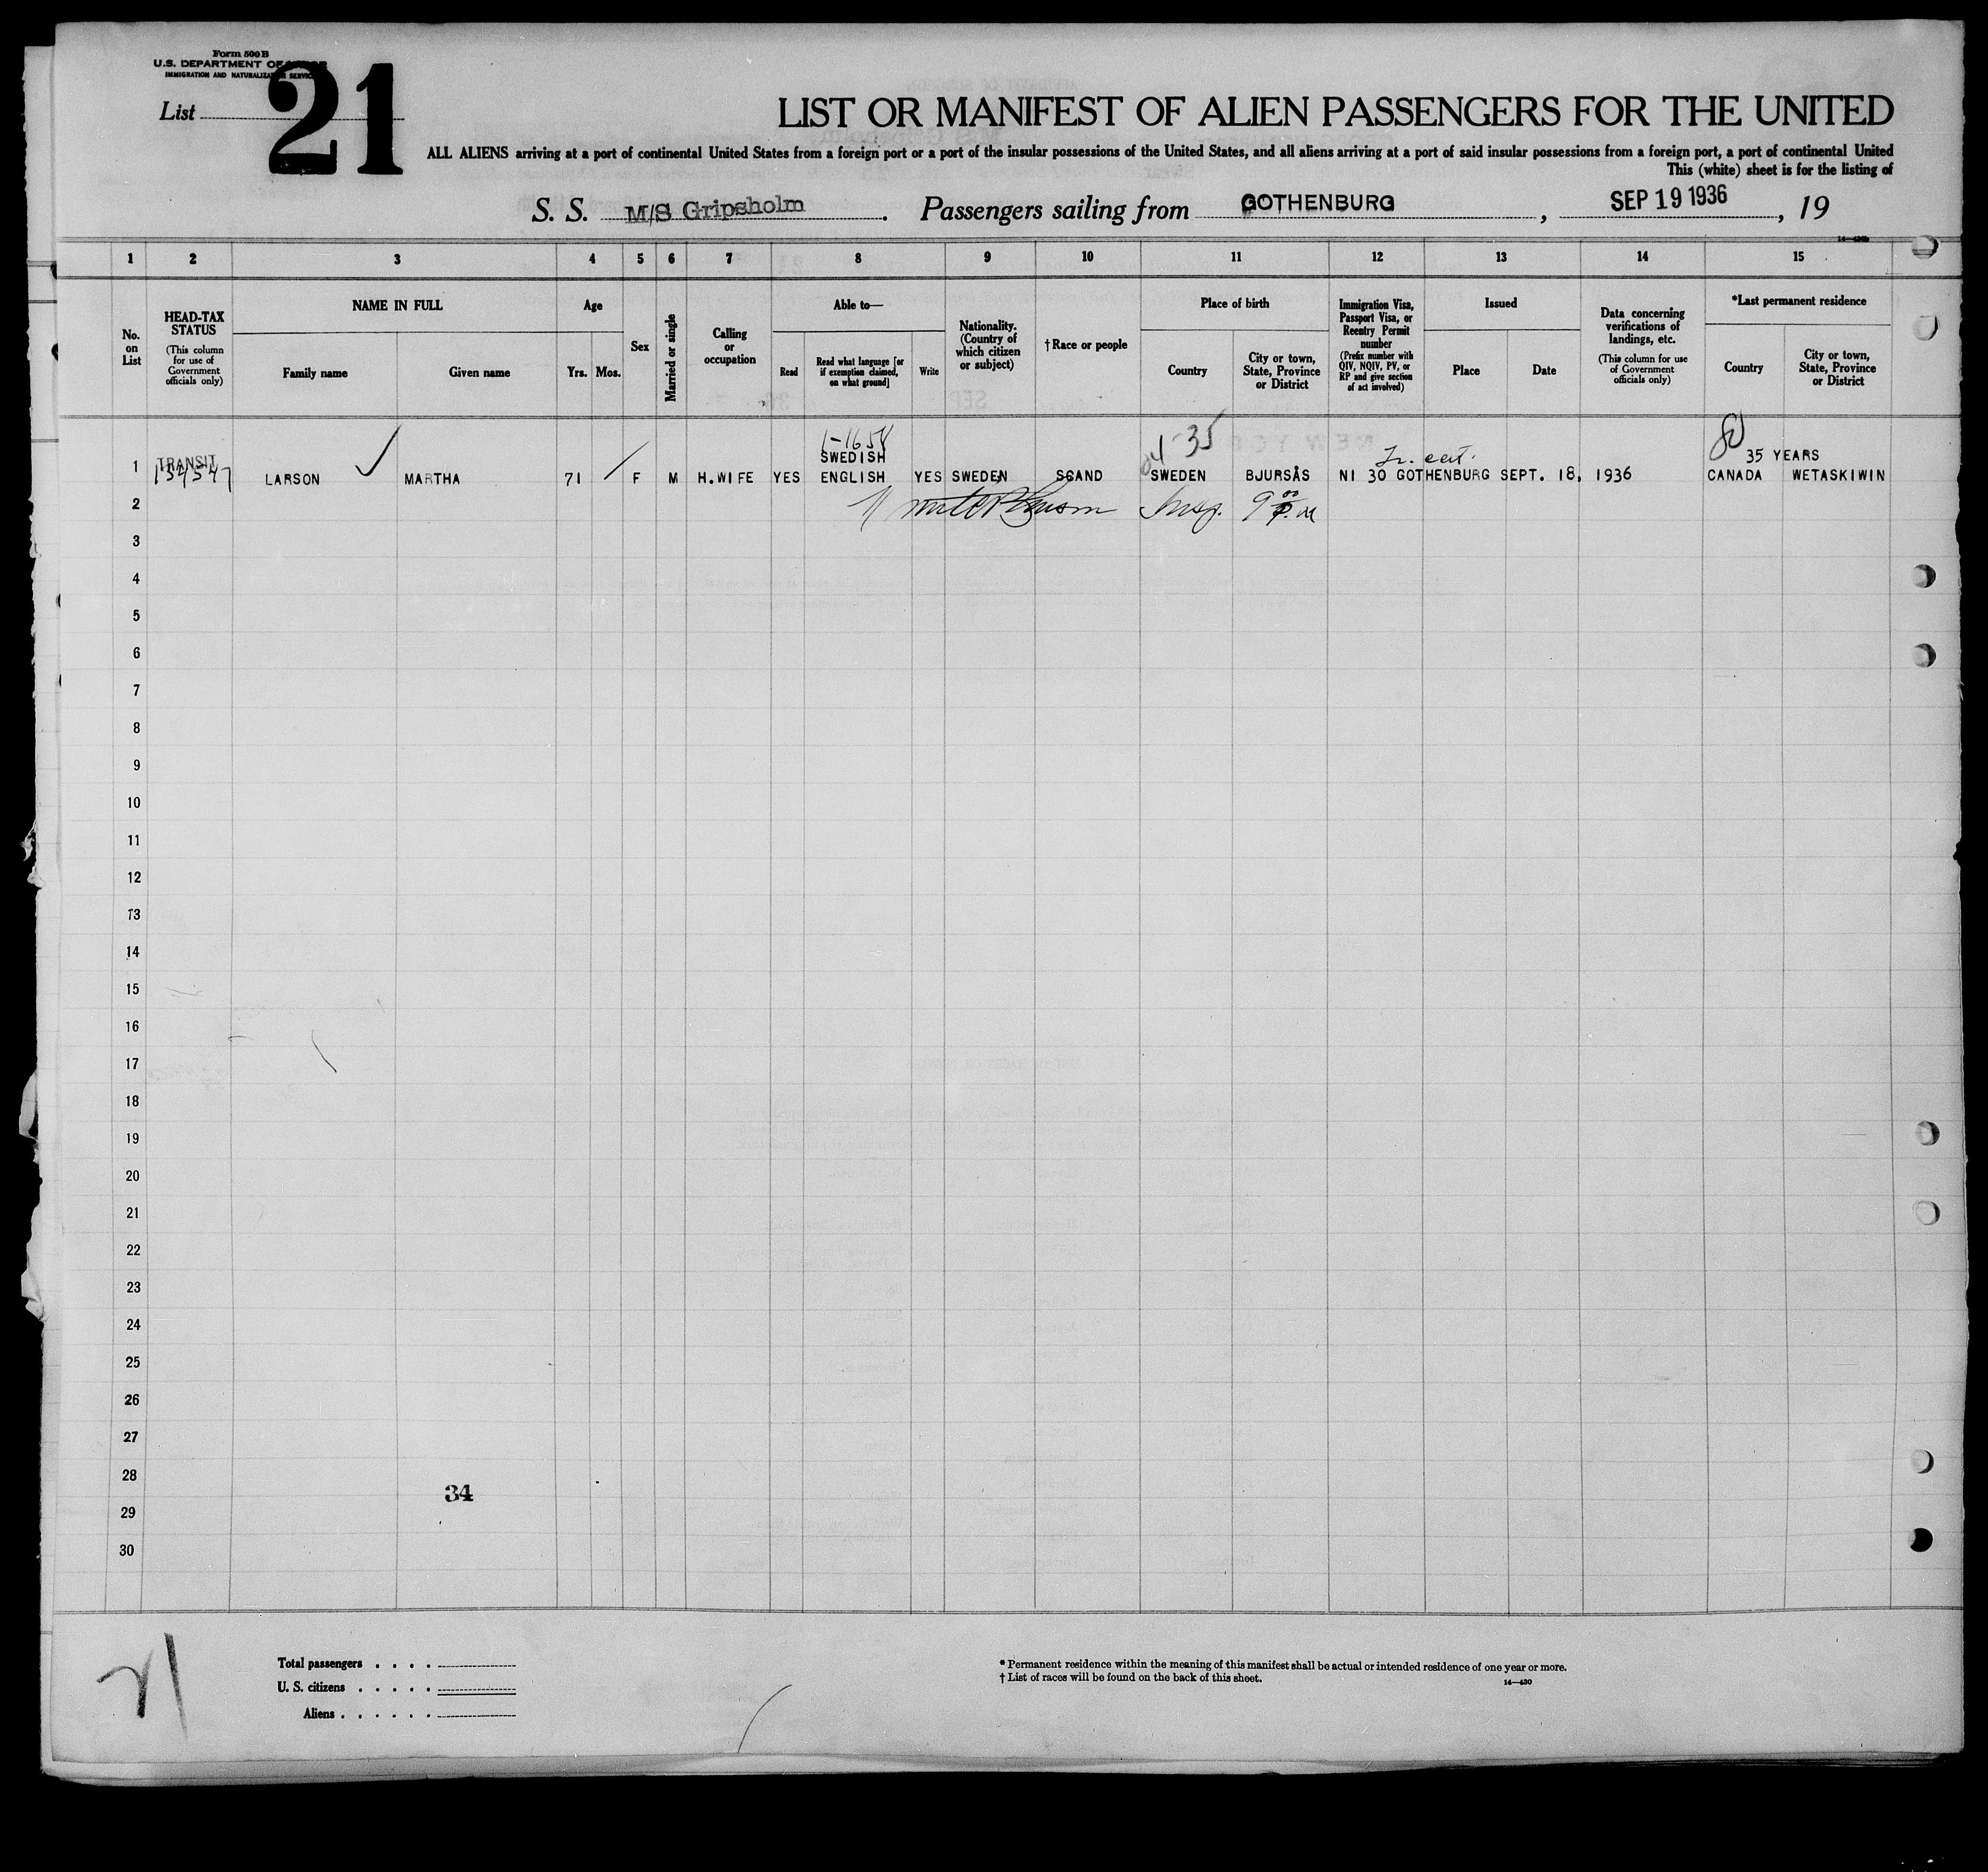 Form 500 B
U.S. DEPARTMENT OF
IMMIGRATION AND NATURALIZATION SERVICE
List 21
LIST OR MANIFEST OF ALIEN PASSENGERS FOR THE UNITED
ALL ALIENS arriving at a port of continental United States from a foreign port or a port of the insular possessions of the United States, and all aliens arriving at a port of said insular possessions from a foreign port, a port of continental United
This (white) sheet is for the listing of
S. S. M/S Gripsholm. Passengers sailing from GOTHENBURG, SEP 19 1936, 19
1 2 3 4 5 6 7 8 9 10 11 12 13 14 15
No. on List
HEAD-TAX STATUS
(This column for use of Government officials only)
NAME IN FULL
Family name
Given name
Age
Yrs. Mos.
Sex
Married or single
Calling or occupation
Able to—
Read
Read what language [or if exemption claimed, on what ground]
Write
Nationality. (Country of which citizen or subject)
†Race or people
Place of birth
Country
City or town, State, Province or District
Immigration Visa, Passport Visa, or Reentry Permit number
(Prefix number with QIV, NQIV, PV, or RP and give section of act involved)
Issued
Place
Date
Data concerning verifications of landings, etc.
(This column for use of Government officials only)
*Last permanent residence
Country
City or town, State, Province or District
35
TRANSIT SWEDISH 35 YEARS
1 LARSON MARTHA 71 F M H.WIFE YES ENGLISH YES SWEDEN SCAND SWEDEN BJURSÅS NI 30 GOTHENBURG SEPT. 18, 1936 CANADA WETASKIWIN
2 Insp. 9 00 P.M
3
4
5
6
7
8
9
10
11
12
13
14
15
16
17
18
19
20
21
22
23
24
25
26
27
28
34
29
30
21
Total passengers . . . .
U. S. citizens . . . . .
Aliens . . . . . .
* Permanent residence within the meaning of this manifest shall be actual or intended residence of one year or more.
† List of races will be found on the back of this sheet.
14—430